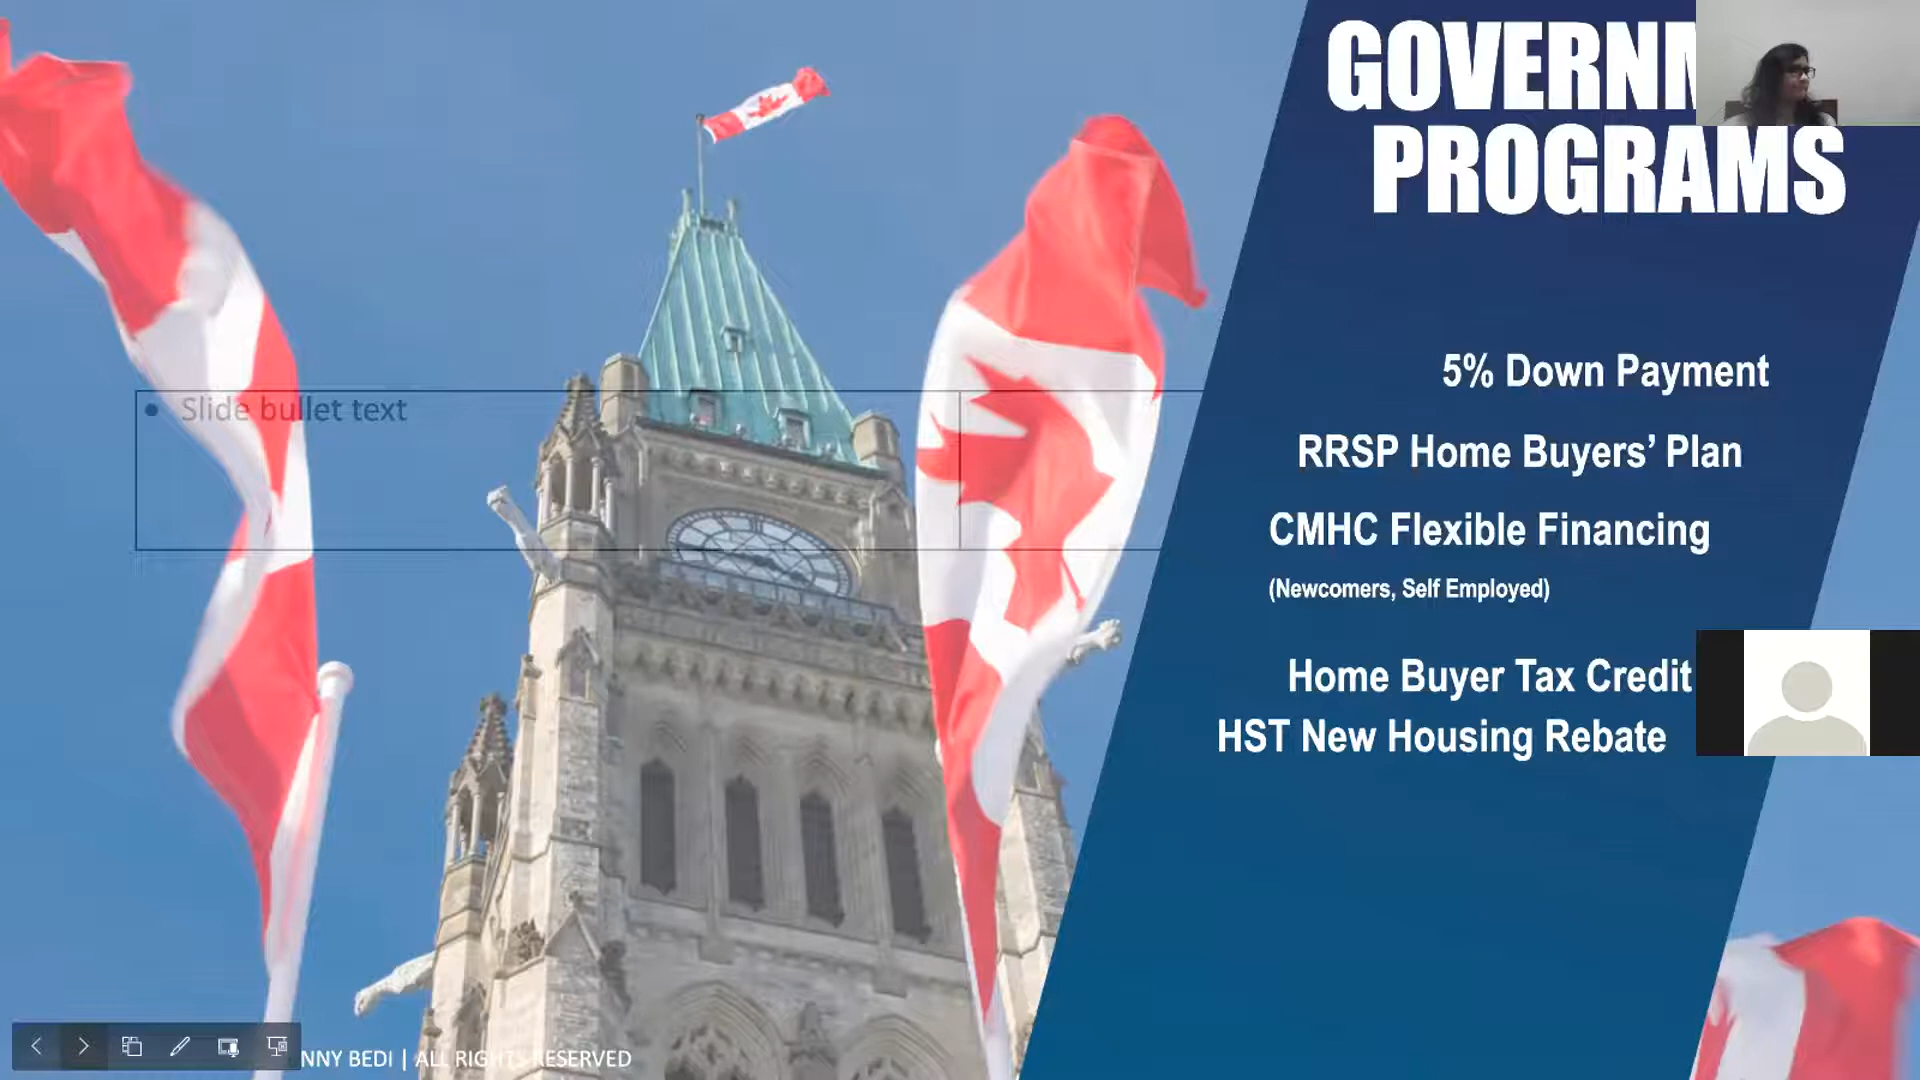 GOVERNM
PROGRAMS
5% Down Payment
• Slide bullet text
RRSP Home Buyers’ Plan
CMHC Flexible Financing
(Newcomers, Self Employed)
Home Buyer Tax Credit
HST New Housing Rebate
NNY BEDI | ALL RIGHTS RESERVED